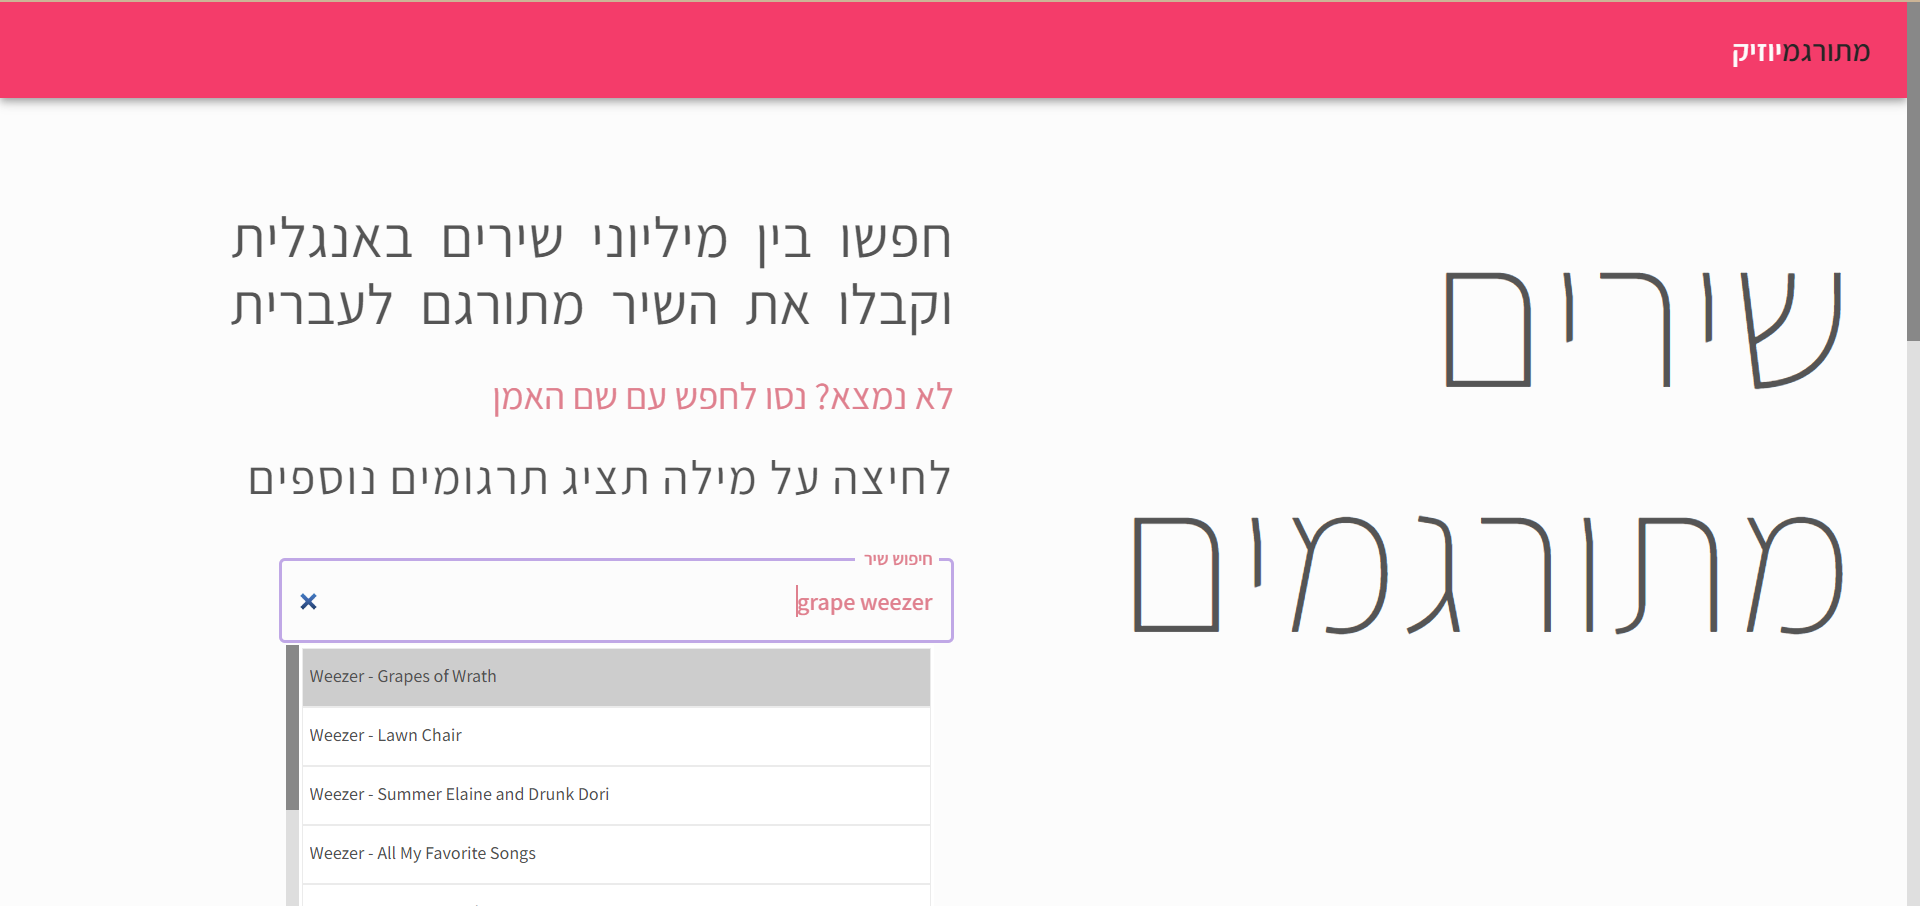 מתורגמיוזיק
שירים
מתורגמים
חפשו בין מיליוני שירים באנגלית
וקבלו את השיר מתורגם לעברית
לא נמצא? נסו לחפש עם שם האמן
לחיצה על מילה תציג תרגומים נוספים
חיפוש שיר
grape weezer
Weezer - Grapes of Wrath
Weezer - Lawn Chair
Weezer - Summer Elaine and Drunk Dori
Weezer - All My Favorite Songs